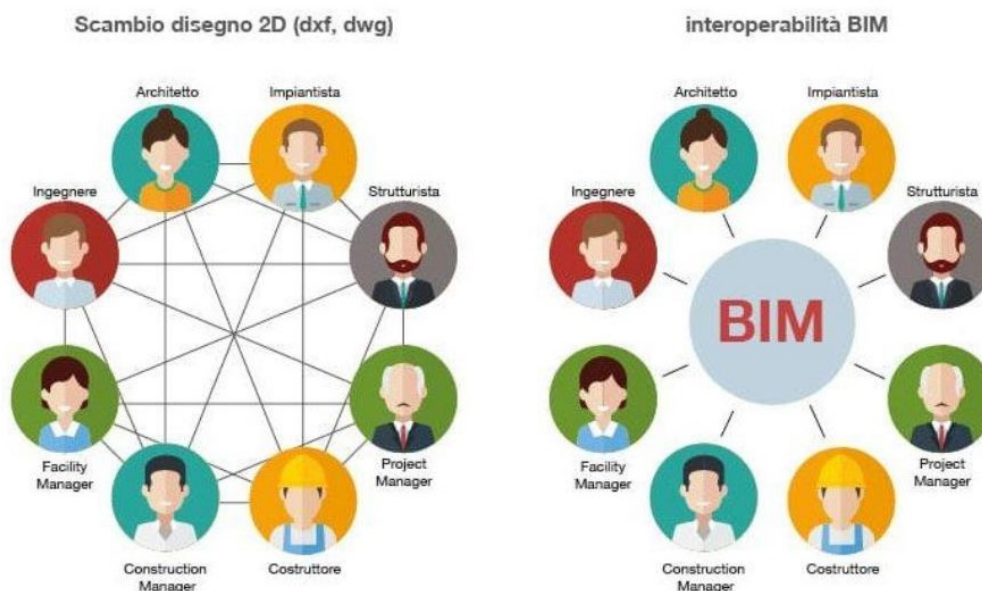 Scambio disegno 2D (dxf, dwg)
Architetto
Impiantista
Ingegnere
Strutturista
Facility
Manager
Project
Manager
Construction
Manager
Costruttore
interoperabilità BIM
Architetto
Impiantista
Ingegnere
Strutturista
BIM
Facility
Manager
Project
Manager
Construction
Manager
Costruttore